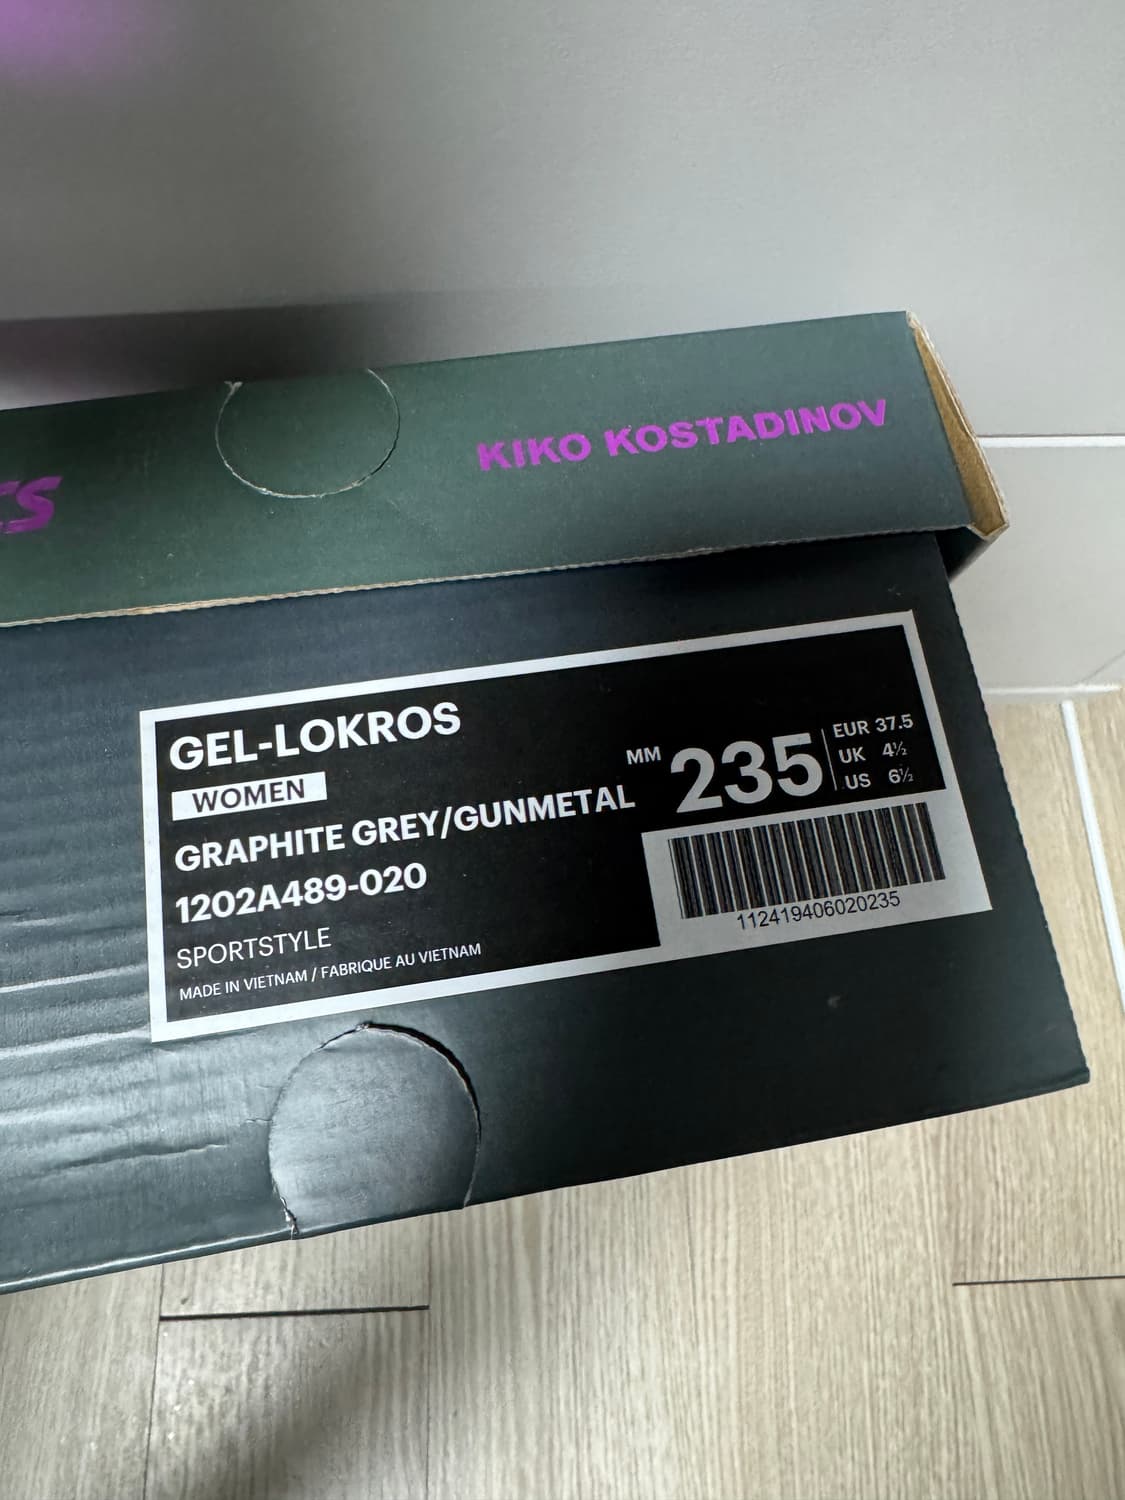 KIKO KOSTADINOV
GEL-LOKROS
WOMEN
GRAPHITE GREY/GUNMETAL
1202A489-020
SPORTSTYLE
MADE IN VIETNAM / FABRIQUE AU VIETNAM
MM 235
EUR 37.5
UK 4½
US 6½
112419406020235